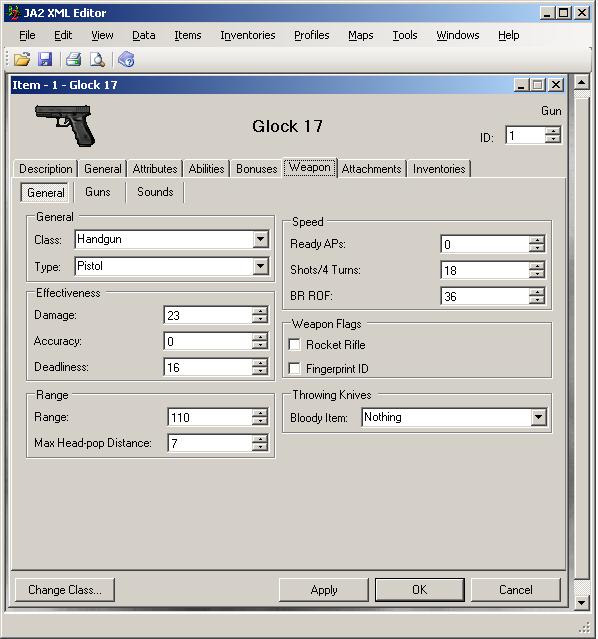 JA2 XML Editor
File Edit View Data Items Inventories Profiles Maps Tools Windows Help
Item - 1 - Glock 17
Gun
Glock 17
ID: 1
Description General Attributes Abilities Bonuses Weapon Attachments Inventories
General Guns Sounds
General
Class: Handgun
Type: Pistol
Effectiveness
Damage: 23
Accuracy: 0
Deadliness: 16
Range
Range: 110
Max Head-pop Distance: 7
Speed
Ready APs: 0
Shots/4 Turns: 18
BR ROF: 36
Weapon Flags
Rocket Rifle
Fingerprint ID
Throwing Knives
Bloody Item: Nothing
Change Class... Apply OK Cancel